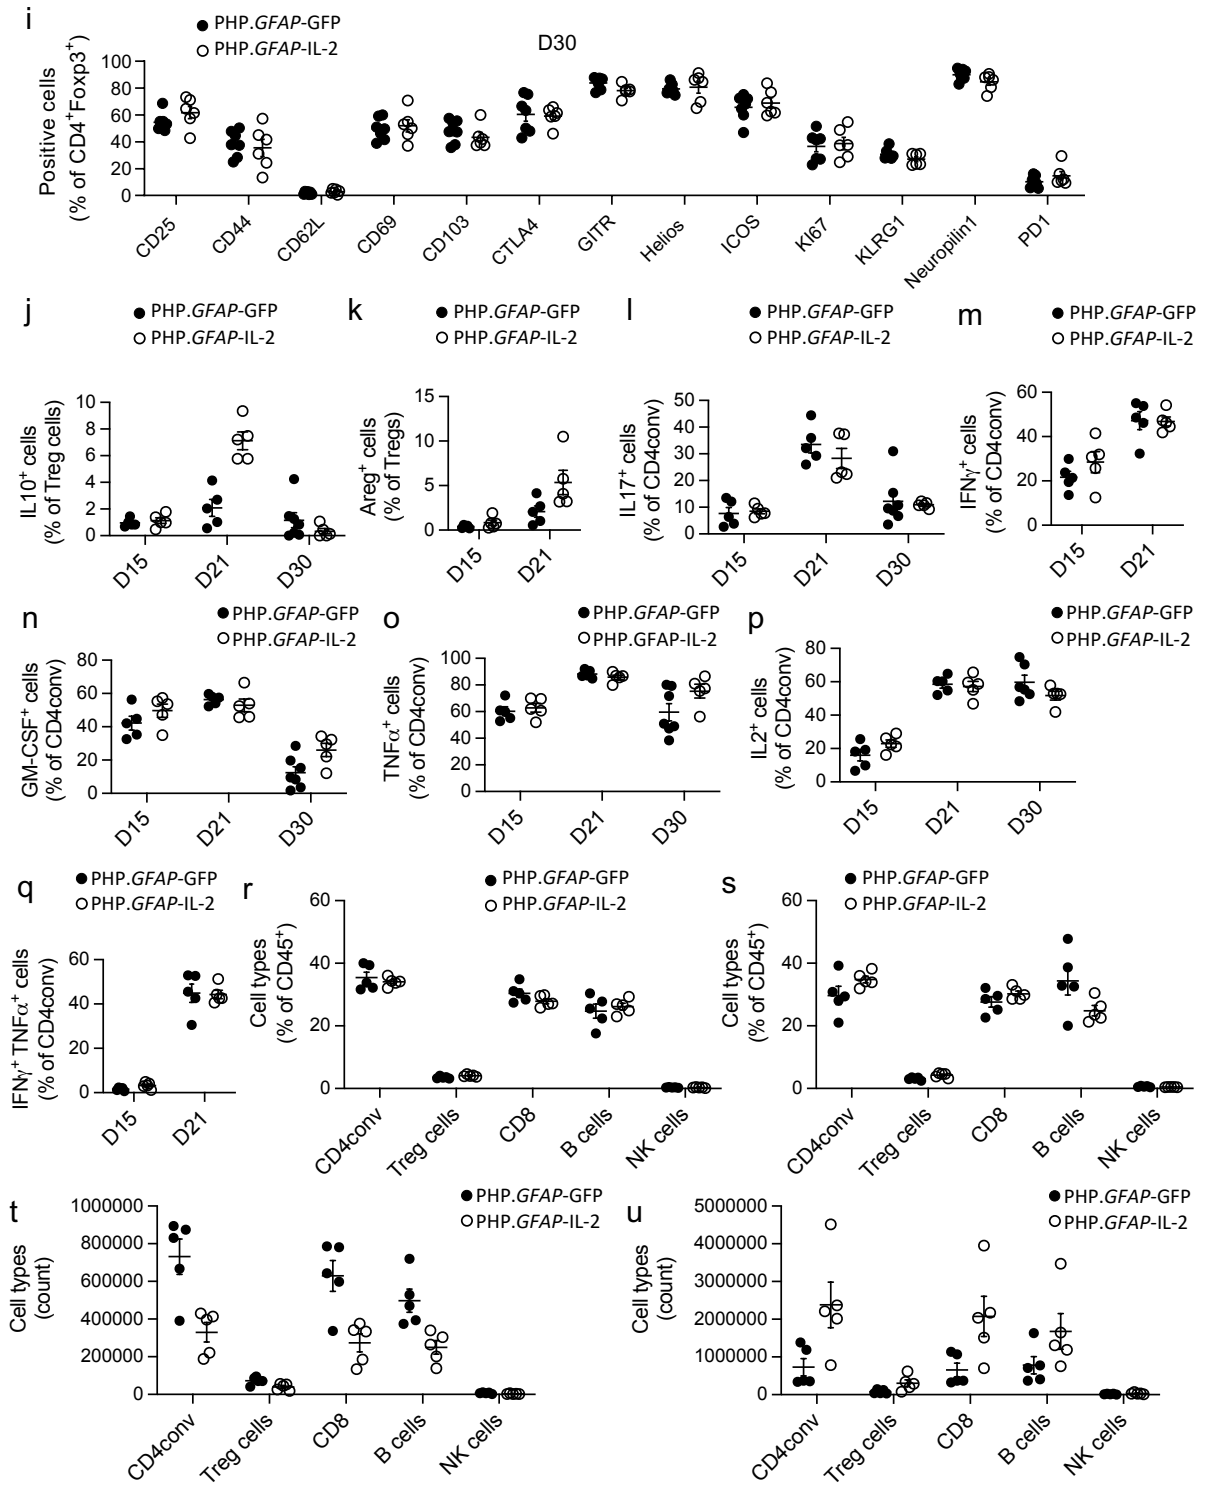 i
PHP.GFAP-GFP
PHP.GFAP-IL-2
D30
Positive cells
(% of CD4+Foxp3+)
100
80
60
40
20
0
CD25
CD44
CD62L
CD69
CD103
CTLA4
GITR
Helios
ICOS
KI67
KLRG1
Neuropilin1
PD1
j
PHP.GFAP-GFP
PHP.GFAP-IL-2
IL10+ cells
(% of Treg cells)
10
8
6
4
2
0
D15
D21
D30
k
PHP.GFAP-GFP
PHP.GFAP-IL-2
Areg+ cells
(% of Tregs)
15
10
5
0
D15
D21
l
PHP.GFAP-GFP
PHP.GFAP-IL-2
IL17+ cells
(% of CD4conv)
50
40
30
20
10
0
D15
D21
D30
m
PHP.GFAP-GFP
PHP.GFAP-IL-2
IFNγ+ cells
(% of CD4conv)
60
40
20
0
D15
D21
n
PHP.GFAP-GFP
PHP.GFAP-IL-2
GM-CSF+ cells
(% of CD4conv)
80
60
40
20
0
D15
D21
D30
o
PHP.GFAP-GFP
PHP.GFAP-IL-2
TNFα+ cells
(% of CD4conv)
100
80
60
40
20
0
D15
D21
D30
p
PHP.GFAP-GFP
PHP.GFAP-IL-2
IL2+ cells
(% of CD4conv)
80
60
40
20
0
D15
D21
D30
q
PHP.GFAP-GFP
PHP.GFAP-IL-2
IFNγ+ TNFα+ cells
(% of CD4conv)
60
40
20
0
D15
D21
r
PHP.GFAP-GFP
PHP.GFAP-IL-2
Cell types
(% of CD45+)
60
40
20
0
CD4conv
Treg cells
CD8
B cells
NK cells
s
PHP.GFAP-GFP
PHP.GFAP-IL-2
Cell types
(% of CD45+)
60
40
20
0
CD4conv
Treg cells
CD8
B cells
NK cells
t
PHP.GFAP-GFP
PHP.GFAP-IL-2
Cell types
(count)
1000000
800000
600000
400000
200000
0
CD4conv
Treg cells
CD8
B cells
NK cells
u
PHP.GFAP-GFP
PHP.GFAP-IL-2
Cell types
(count)
5000000
4000000
3000000
2000000
1000000
0
CD4conv
Treg cells
CD8
B cells
NK cells